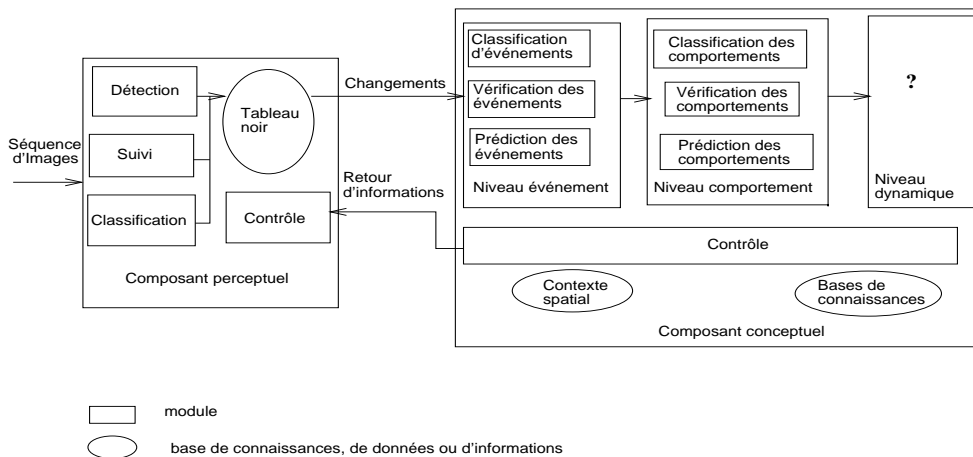 Séquence
d'Images
Détection
Suivi
Classification
Tableau
noir
Contrôle
Composant perceptuel
Changements
Retour
d'informations
Classification
d'événements
Vérification des
événements
Prédiction des
événements
Niveau événement
Classification des
comportements
Vérification des
comportements
Prédiction des
comportements
Niveau comportement
?
Niveau
dynamique
Contrôle
Contexte
spatial
Bases de
connaissances
Composant conceptuel
module
base de connaissances, de données ou d'informations